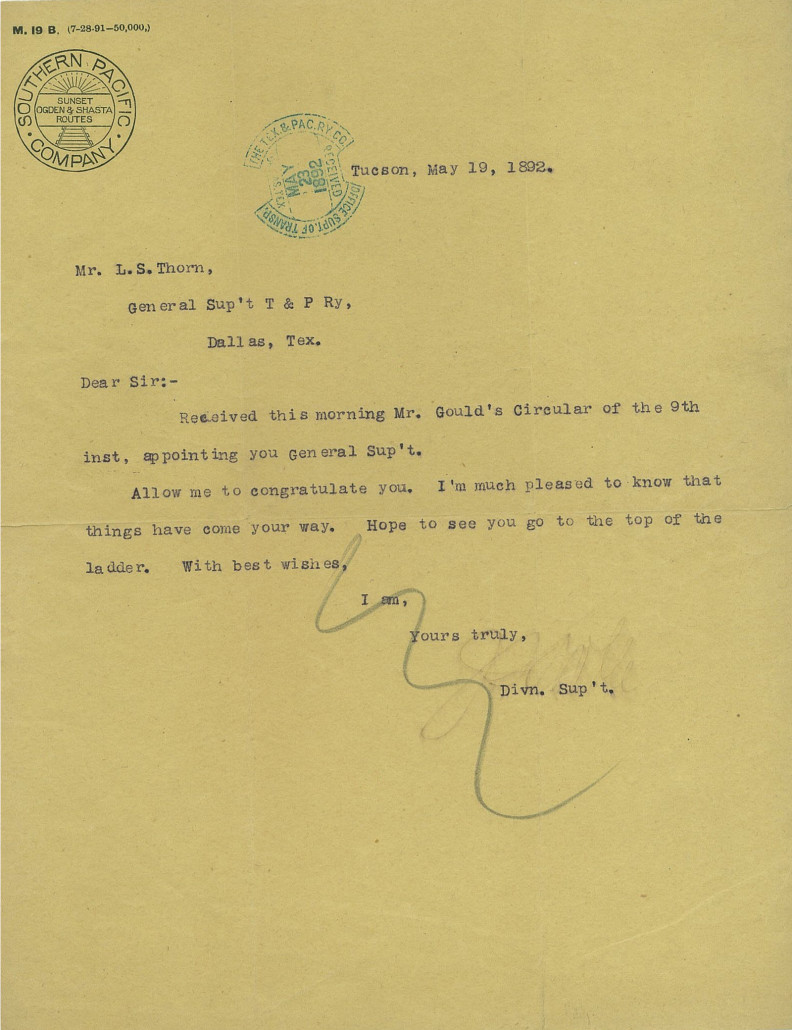 M. 19 B. (7-28-91—50,000,)
SOUTHERN PACIFIC
SUNSET
OGDEN & SHASTA
ROUTES
COMPANY
THE TEX. & PAC. RY. CO.
RECEIVED
MAY
23
1892
OFFICE SUPT. OF TRANSP.
Tucson, May 19, 1892.
Mr. L.S.Thorn,
General Sup't T & P Ry,
Dallas, Tex.
Dear Sir:-
Received this morning Mr. Gould's Circular of the 9th
inst, appointing you General Sup't.
Allow me to congratulate you. I'm much pleased to know that
things have come your way. Hope to see you go to the top of the
ladder. With best wishes,
I am,
Yours truly,
Divn. Sup't.